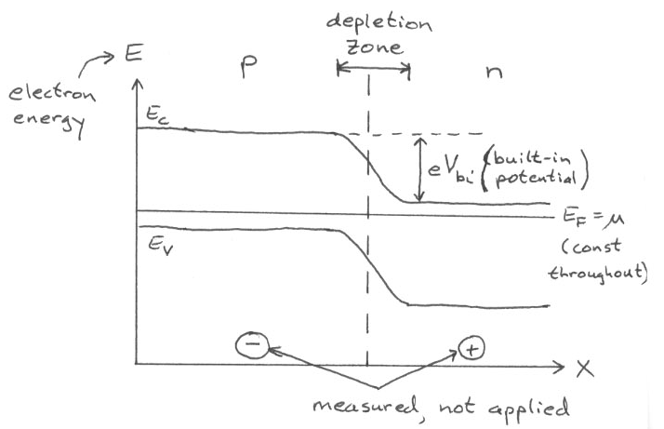 depletion
zone
E
electron
energy
p
n
Ec
eVbi (built-in
potential)
EF = μ
(const
throughout)
Ev
−
+
x
measured, not applied